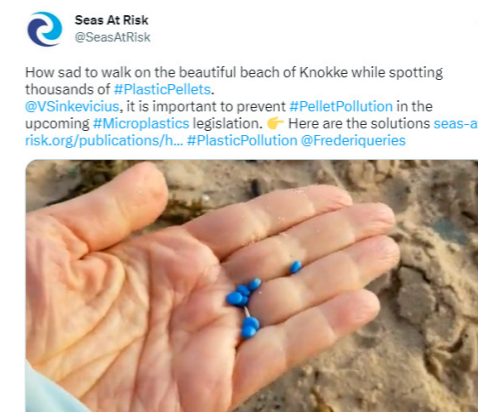 Seas At Risk
@SeasAtRisk
How sad to walk on the beautiful beach of Knokke while spotting
thousands of #PlasticPellets.
@VSinkevicius, it is important to prevent #PelletPollution in the
upcoming #Microplastics legislation. 👉 Here are the solutions seas-a
risk.org/publications/h... #PlasticPollution @Frederiqueries